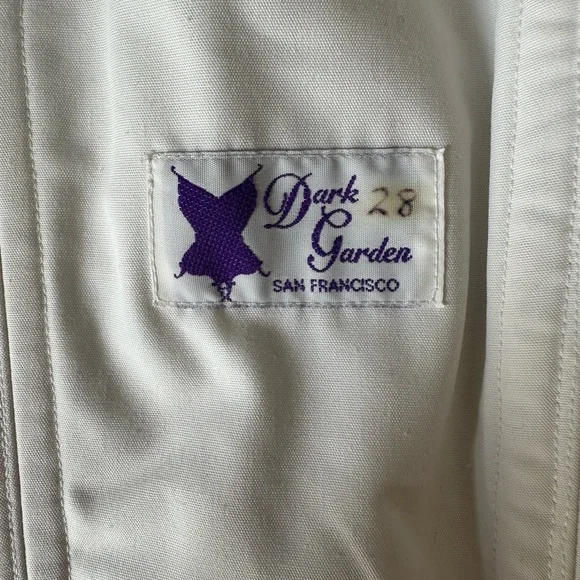 Dark 28
Garden
SAN FRANCISCO